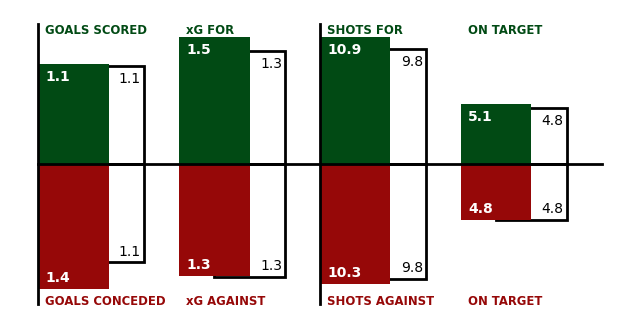 GOALS SCORED xG FOR SHOTS FOR ON TARGET
1.1 1.1 1.5 1.3 10.9 9.8 5.1 4.8
1.4 1.1 1.3 1.3 10.3 9.8 4.8 4.8
GOALS CONCEDED xG AGAINST SHOTS AGAINST ON TARGET